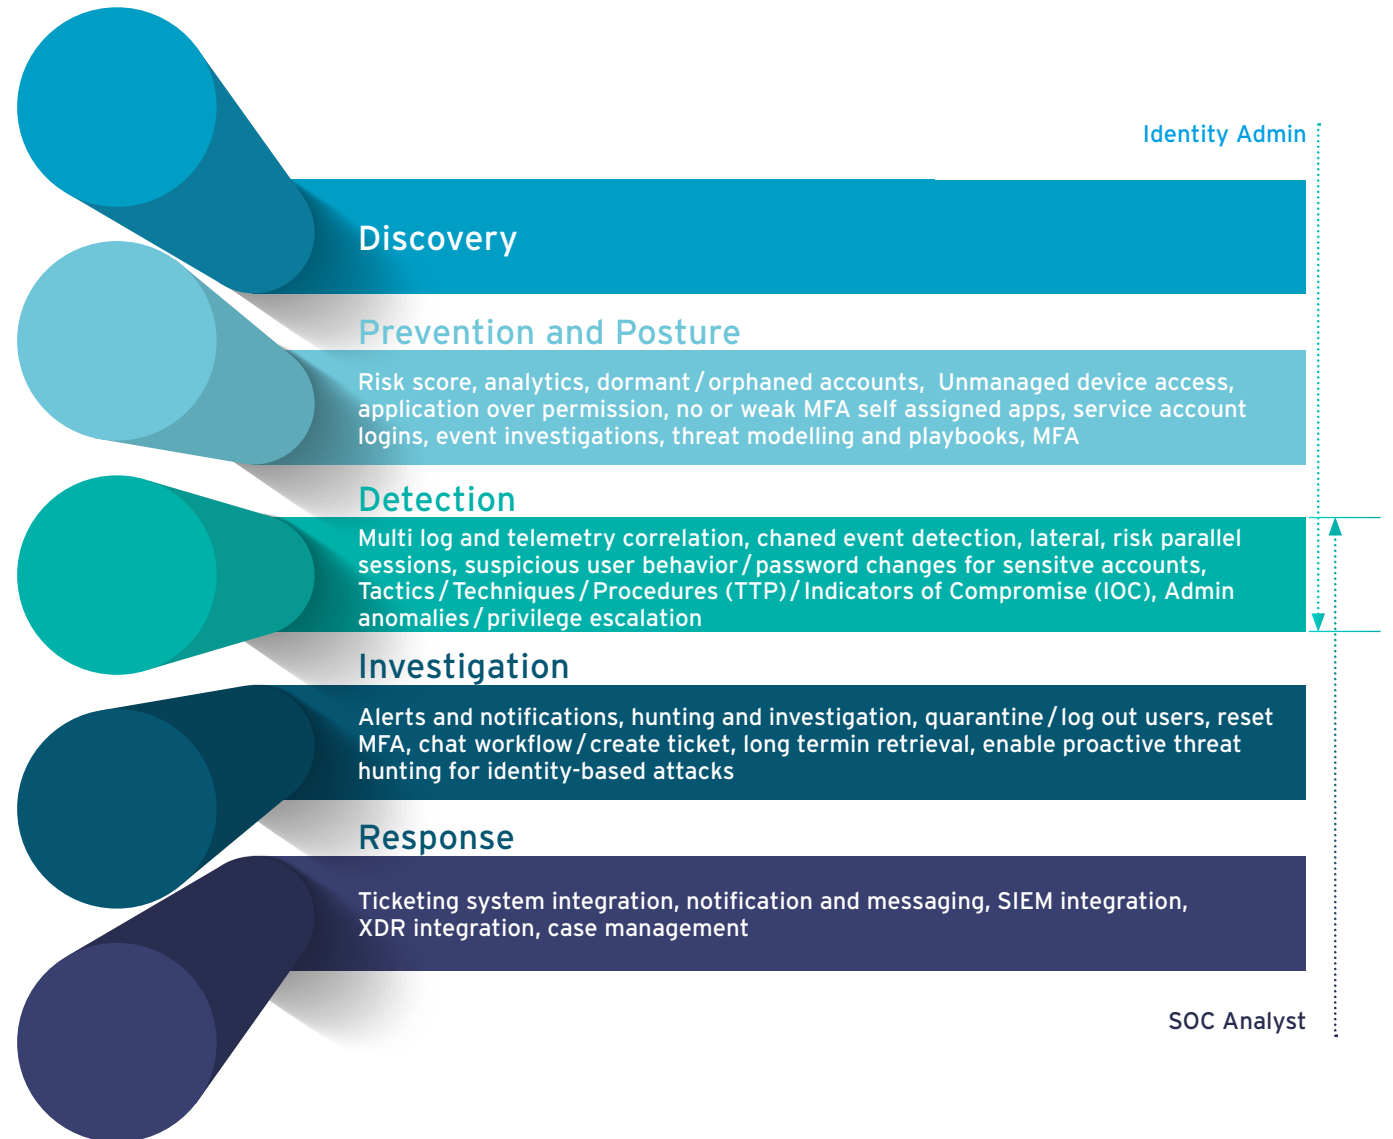 Identity Admin
Discovery
Prevention and Posture
Risk score, analytics, dormant/orphaned accounts, Unmanaged device access,
application over permission, no or weak MFA self assigned apps, service account
logins, event investigations, threat modelling and playbooks, MFA
Detection
Multi log and telemetry correlation, chaned event detection, lateral, risk parallel
sessions, suspicious user behavior/password changes for sensitve accounts,
Tactics/Techniques/Procedures (TTP)/Indicators of Compromise (IOC), Admin
anomalies/privilege escalation
Investigation
Alerts and notifications, hunting and investigation, quarantine/log out users, reset
MFA, chat workflow/create ticket, long termin retrieval, enable proactive threat
hunting for identity-based attacks
Response
Ticketing system integration, notification and messaging, SIEM integration,
XDR integration, case management
SOC Analyst